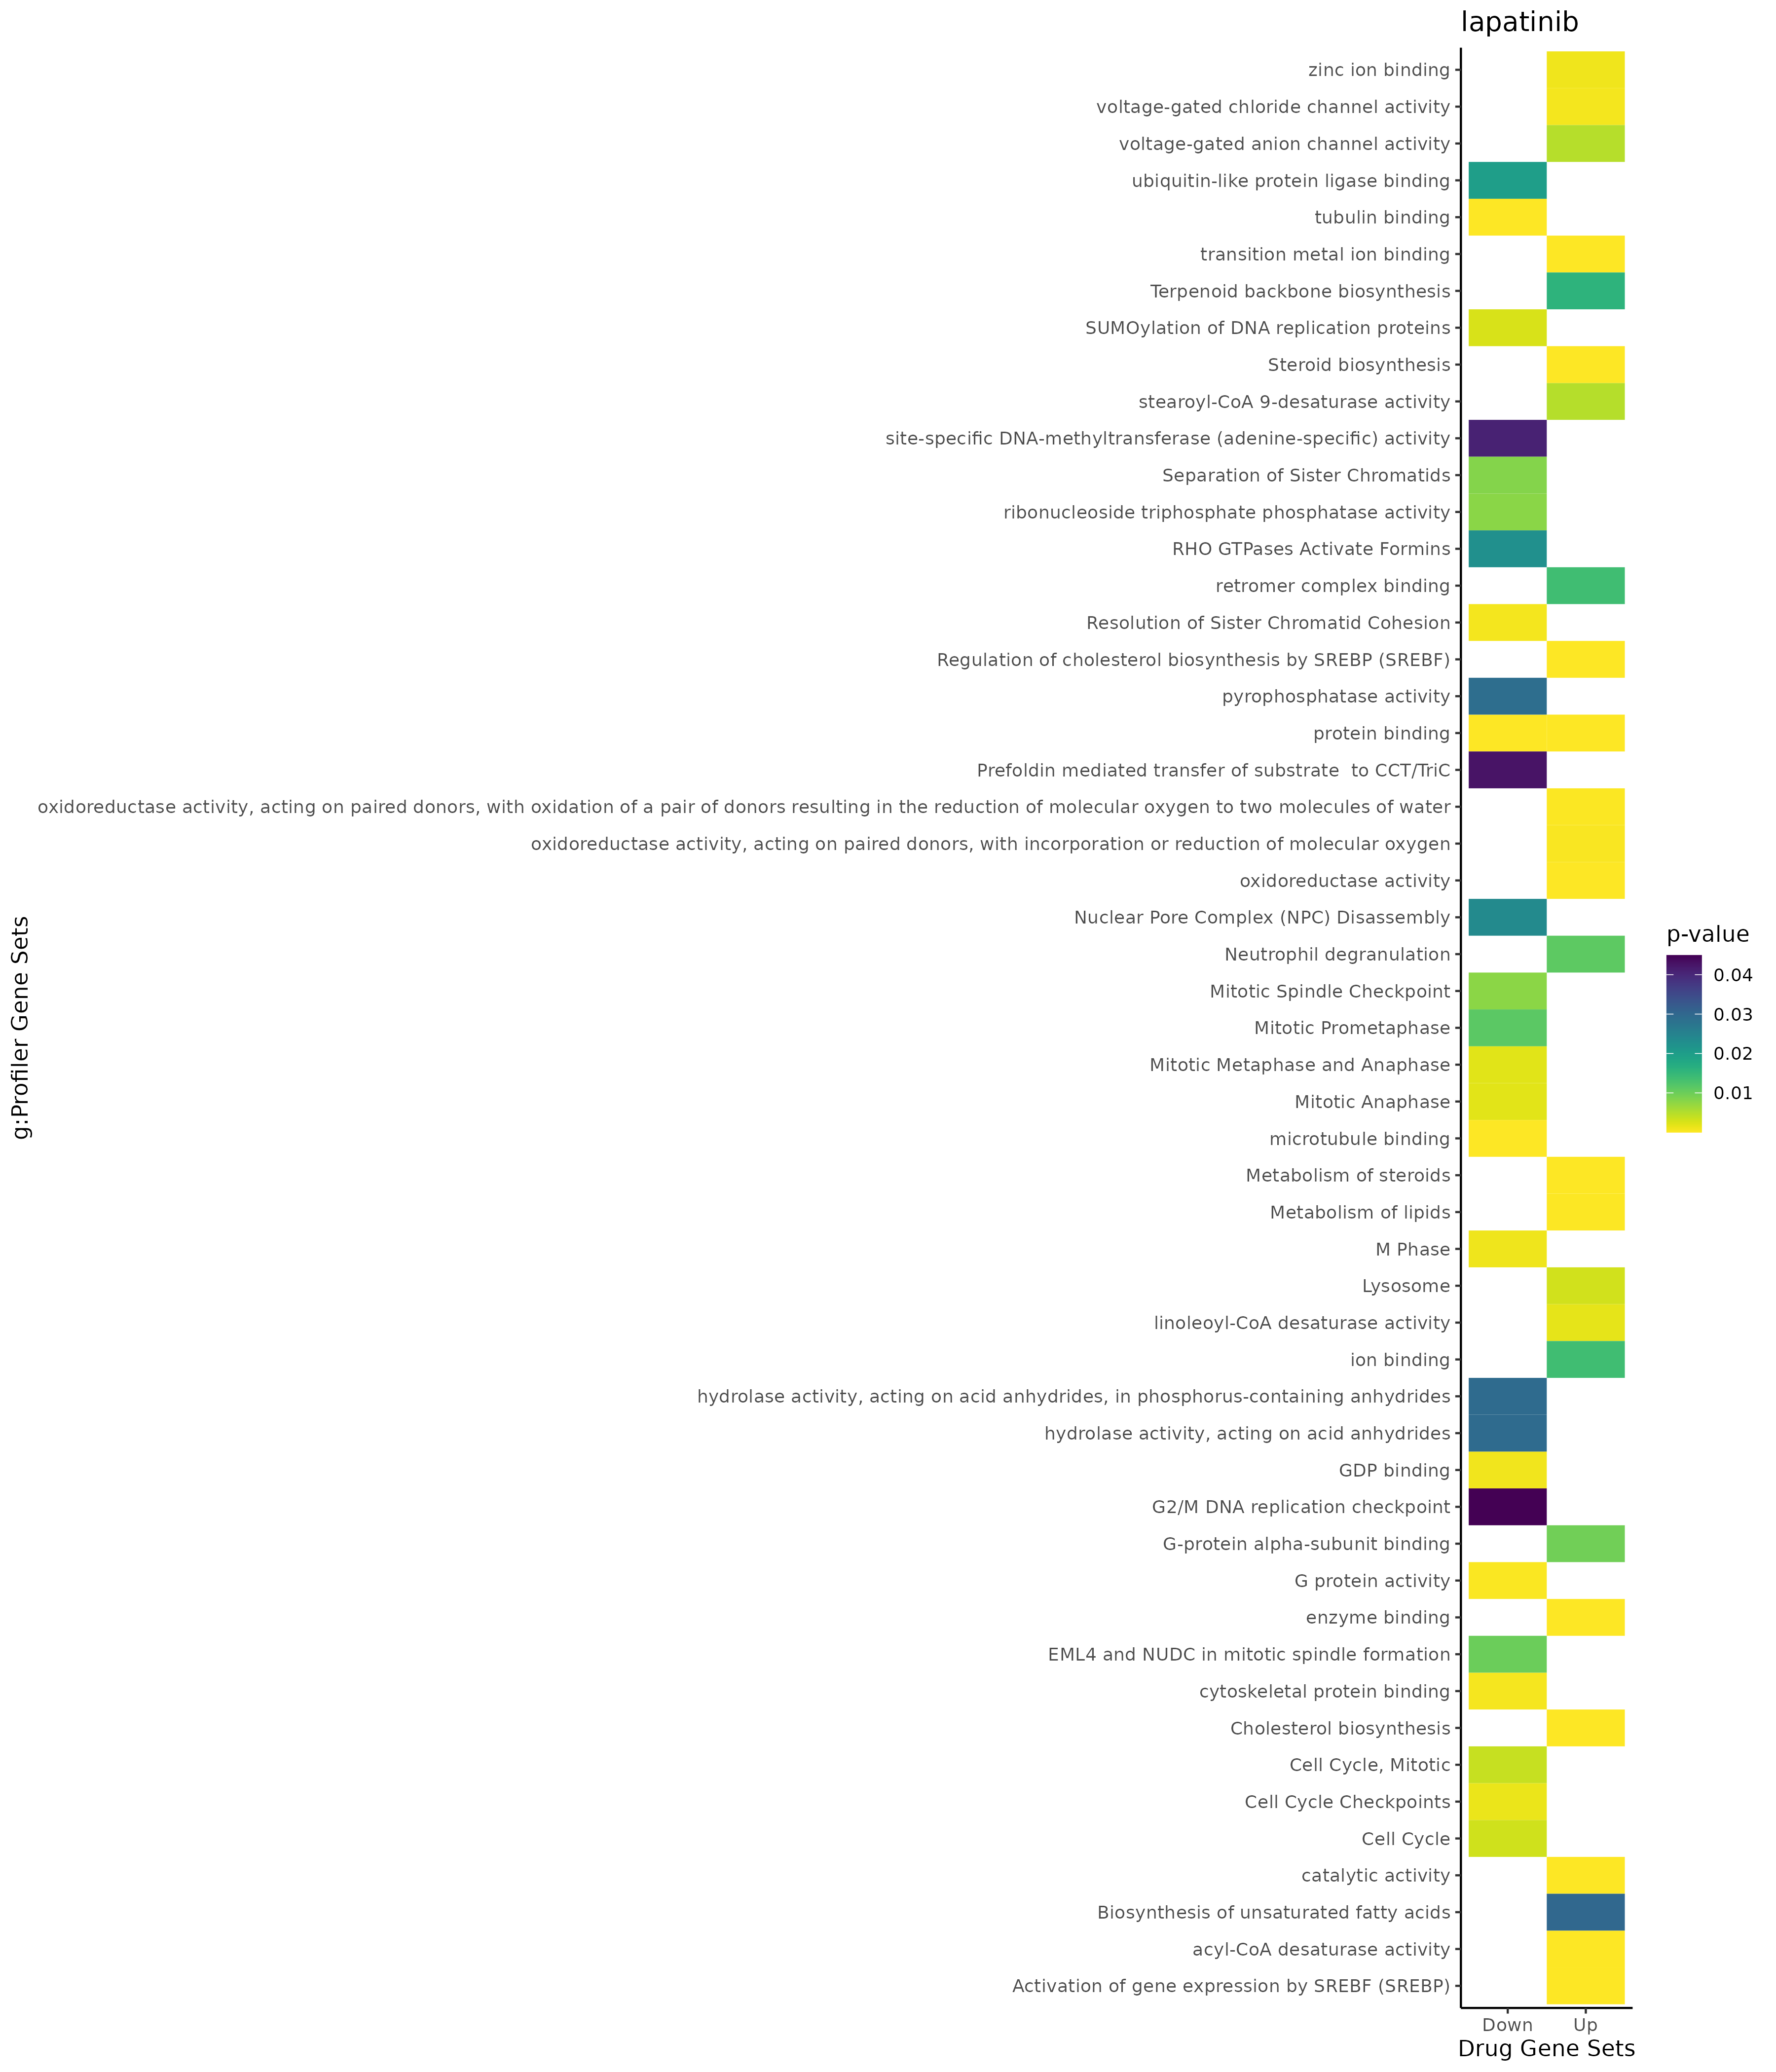 lapatinib
zinc ion binding
voltage-gated chloride channel activity
voltage-gated anion channel activity
ubiquitin-like protein ligase binding
tubulin binding
transition metal ion binding
Terpenoid backbone biosynthesis
SUMOylation of DNA replication proteins
Steroid biosynthesis
stearoyl-CoA 9-desaturase activity
site-specific DNA-methyltransferase (adenine-specific) activity
Separation of Sister Chromatids
ribonucleoside triphosphate phosphatase activity
RHO GTPases Activate Formins
retromer complex binding
Resolution of Sister Chromatid Cohesion
Regulation of cholesterol biosynthesis by SREBP (SREBF)
pyrophosphatase activity
protein binding
Prefoldin mediated transfer of substrate  to CCT/TriC
oxidoreductase activity, acting on paired donors, with oxidation of a pair of donors resulting in the reduction of molecular oxygen to two molecules of water
oxidoreductase activity, acting on paired donors, with incorporation or reduction of molecular oxygen
oxidoreductase activity
Nuclear Pore Complex (NPC) Disassembly
Neutrophil degranulation
Mitotic Spindle Checkpoint
Mitotic Prometaphase
Mitotic Metaphase and Anaphase
Mitotic Anaphase
microtubule binding
Metabolism of steroids
Metabolism of lipids
M Phase
Lysosome
linoleoyl-CoA desaturase activity
ion binding
hydrolase activity, acting on acid anhydrides, in phosphorus-containing anhydrides
hydrolase activity, acting on acid anhydrides
GDP binding
G2/M DNA replication checkpoint
G-protein alpha-subunit binding
G protein activity
enzyme binding
EML4 and NUDC in mitotic spindle formation
cytoskeletal protein binding
Cholesterol biosynthesis
Cell Cycle, Mitotic
Cell Cycle Checkpoints
Cell Cycle
catalytic activity
Biosynthesis of unsaturated fatty acids
acyl-CoA desaturase activity
Activation of gene expression by SREBF (SREBP)
g:Profiler Gene Sets
Down Up
Drug Gene Sets
p-value
0.04
0.03
0.02
0.01